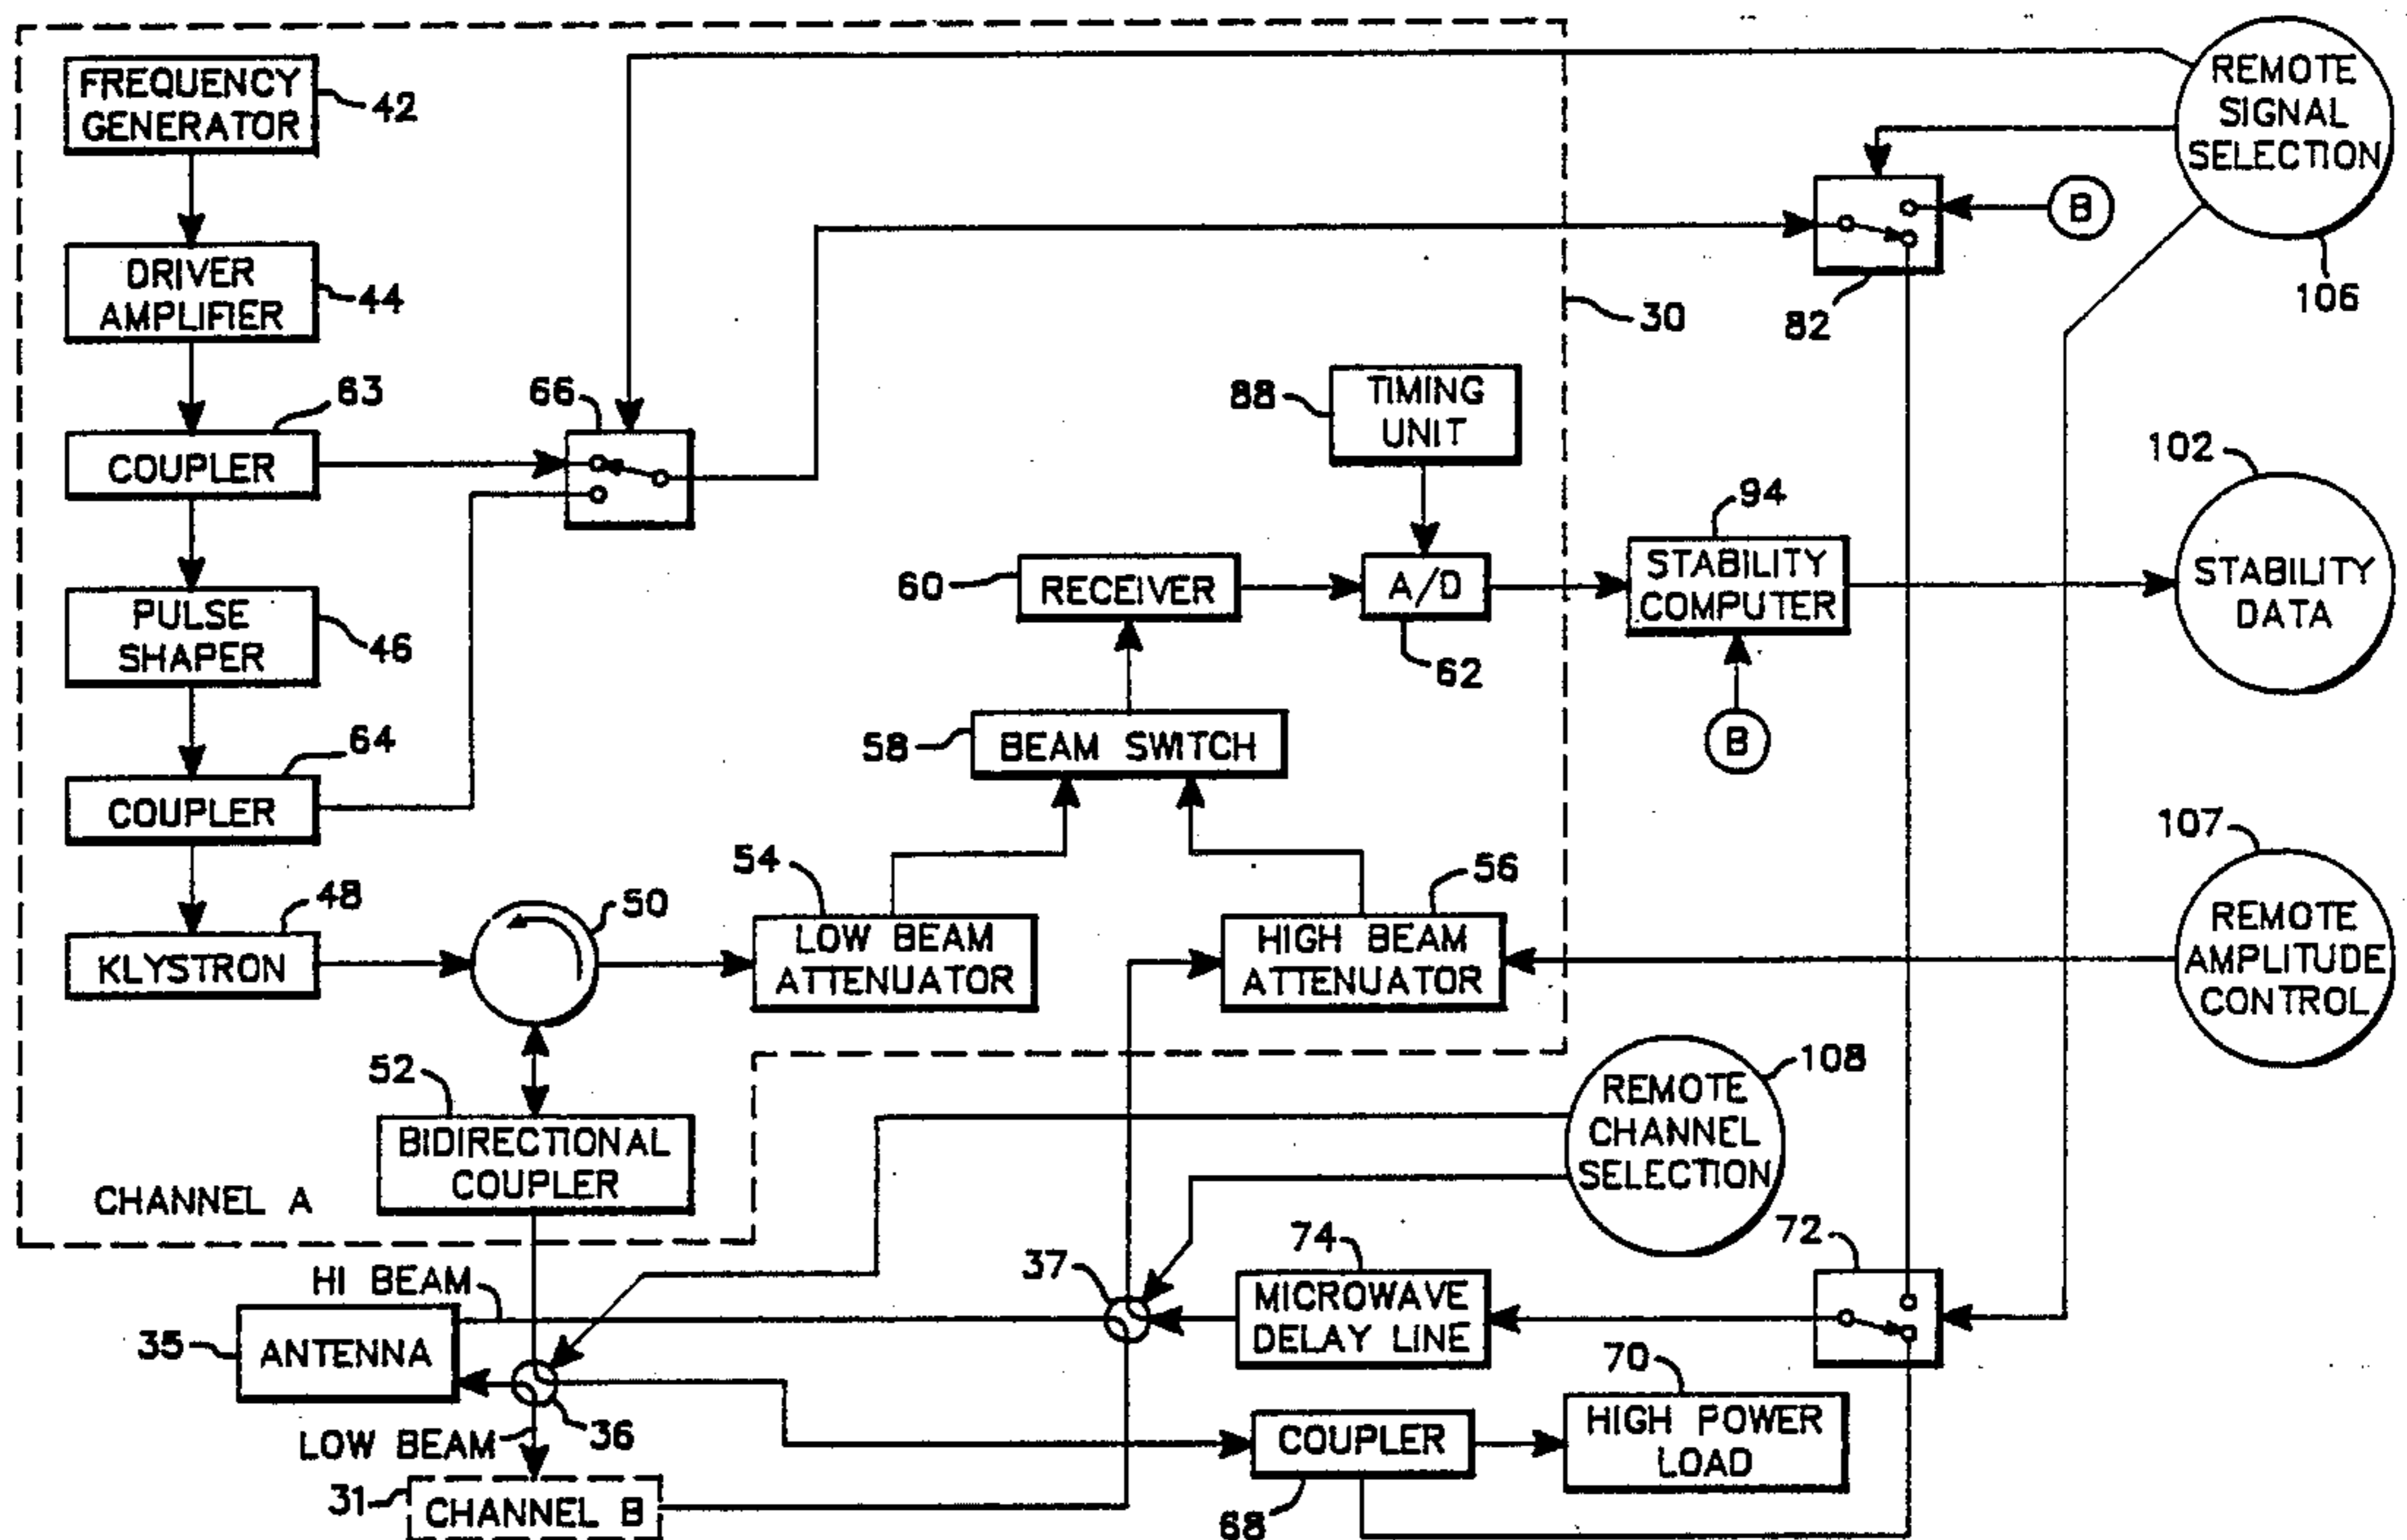 FREQUENCY
GENERATOR
42
REMOTE
SIGNAL
SELECTION
106
B
82
DRIVER
AMPLIFIER
44
30
63
COUPLER
66
88
TIMING
UNIT
102
STABILITY
DATA
94
STABILITY
COMPUTER
B
60
RECEIVER
A/D
62
PULSE
SHAPER
46
64
COUPLER
58
BEAM SWITCH
107
REMOTE
AMPLITUDE
CONTROL
48
KLYSTRON
50
54
LOW BEAM
ATTENUATOR
56
HIGH BEAM
ATTENUATOR
52
BIDIRECTIONAL
COUPLER
CHANNEL A
108
REMOTE
CHANNEL
SELECTION
HI BEAM
37
74
MICROWAVE
DELAY LINE
72
35
ANTENNA
36
LOW BEAM
COUPLER
68
70
HIGH POWER
LOAD
31
CHANNEL B